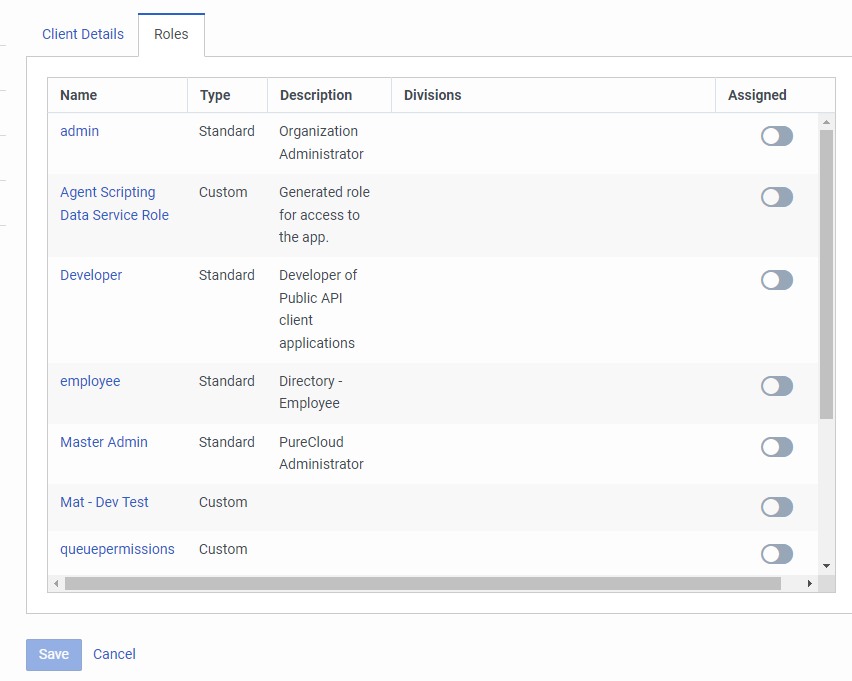 Client Details
Roles
Name Type Description Divisions Assigned
admin Standard Organization
Administrator
Agent Scripting Custom Generated role
Data Service Role for access to
the app.
Developer Standard Developer of
Public API
client
applications
employee Standard Directory -
Employee
Master Admin Standard PureCloud
Administrator
Mat - Dev Test Custom
queuepermissions Custom
Save Cancel